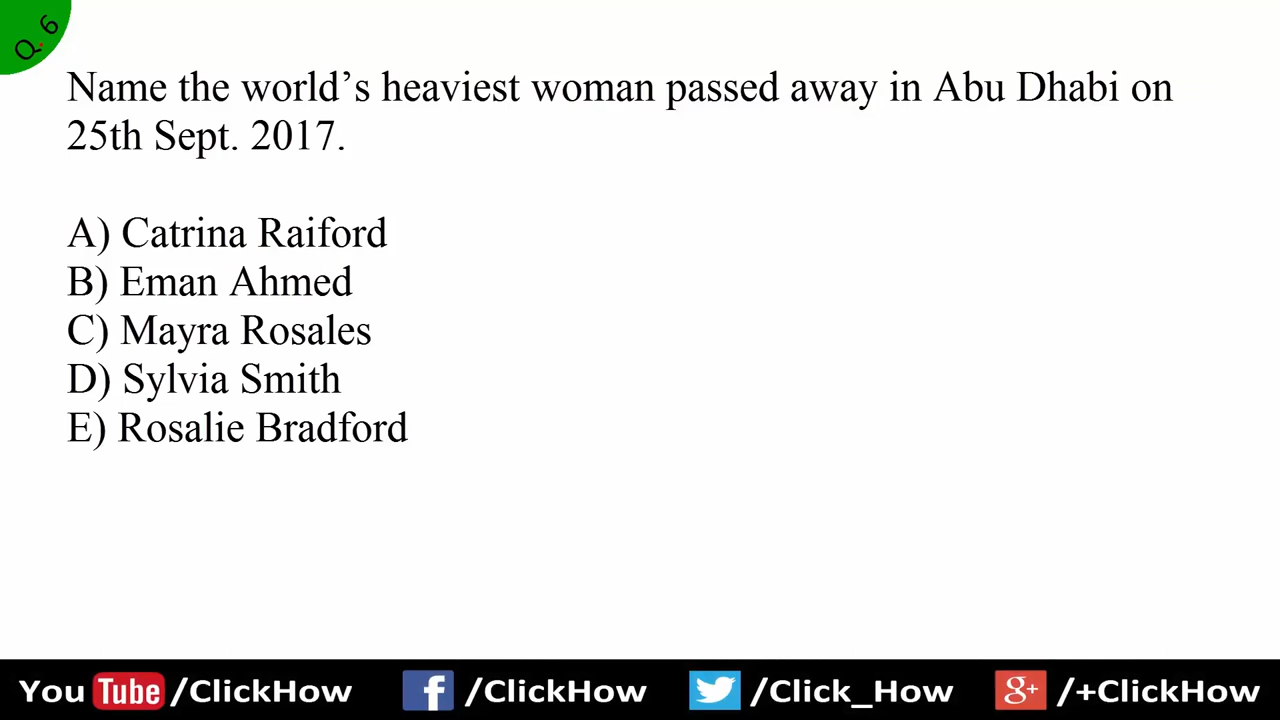 Q. 6
Name the world’s heaviest woman passed away in Abu Dhabi on
25th Sept. 2017.
A) Catrina Raiford
B) Eman Ahmed
C) Mayra Rosales
D) Sylvia Smith
E) Rosalie Bradford
You Tube /ClickHow f /ClickHow /Click_How g+ /+ClickHow